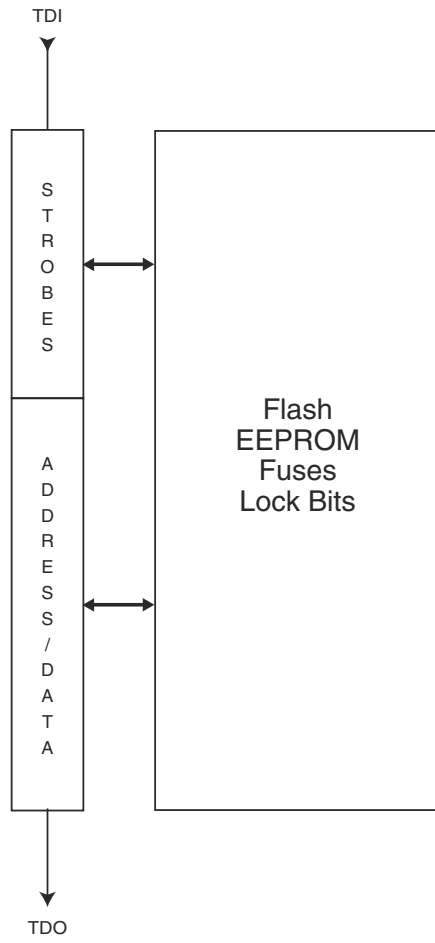 TDI
STROBES
ADDRESS/DATA
Flash
EEPROM
Fuses
Lock Bits
TDO